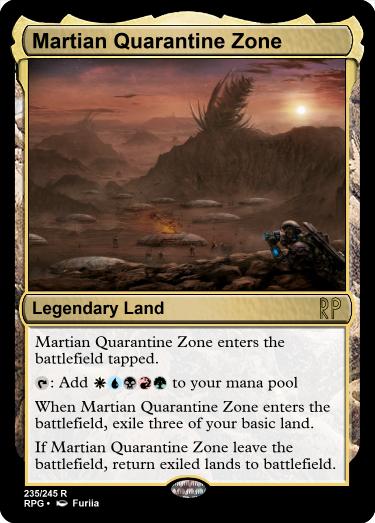 Martian Quarantine Zone
Legendary Land
RP
Martian Quarantine Zone enters the
battlefield tapped.
: Add to your mana pool
When Martian Quarantine Zone enters the
battlefield, exile three of your basic land.
If Martian Quarantine Zone leave the
battlefield, return exiled lands to battlefield.
235/245 R
RPG • Furiia